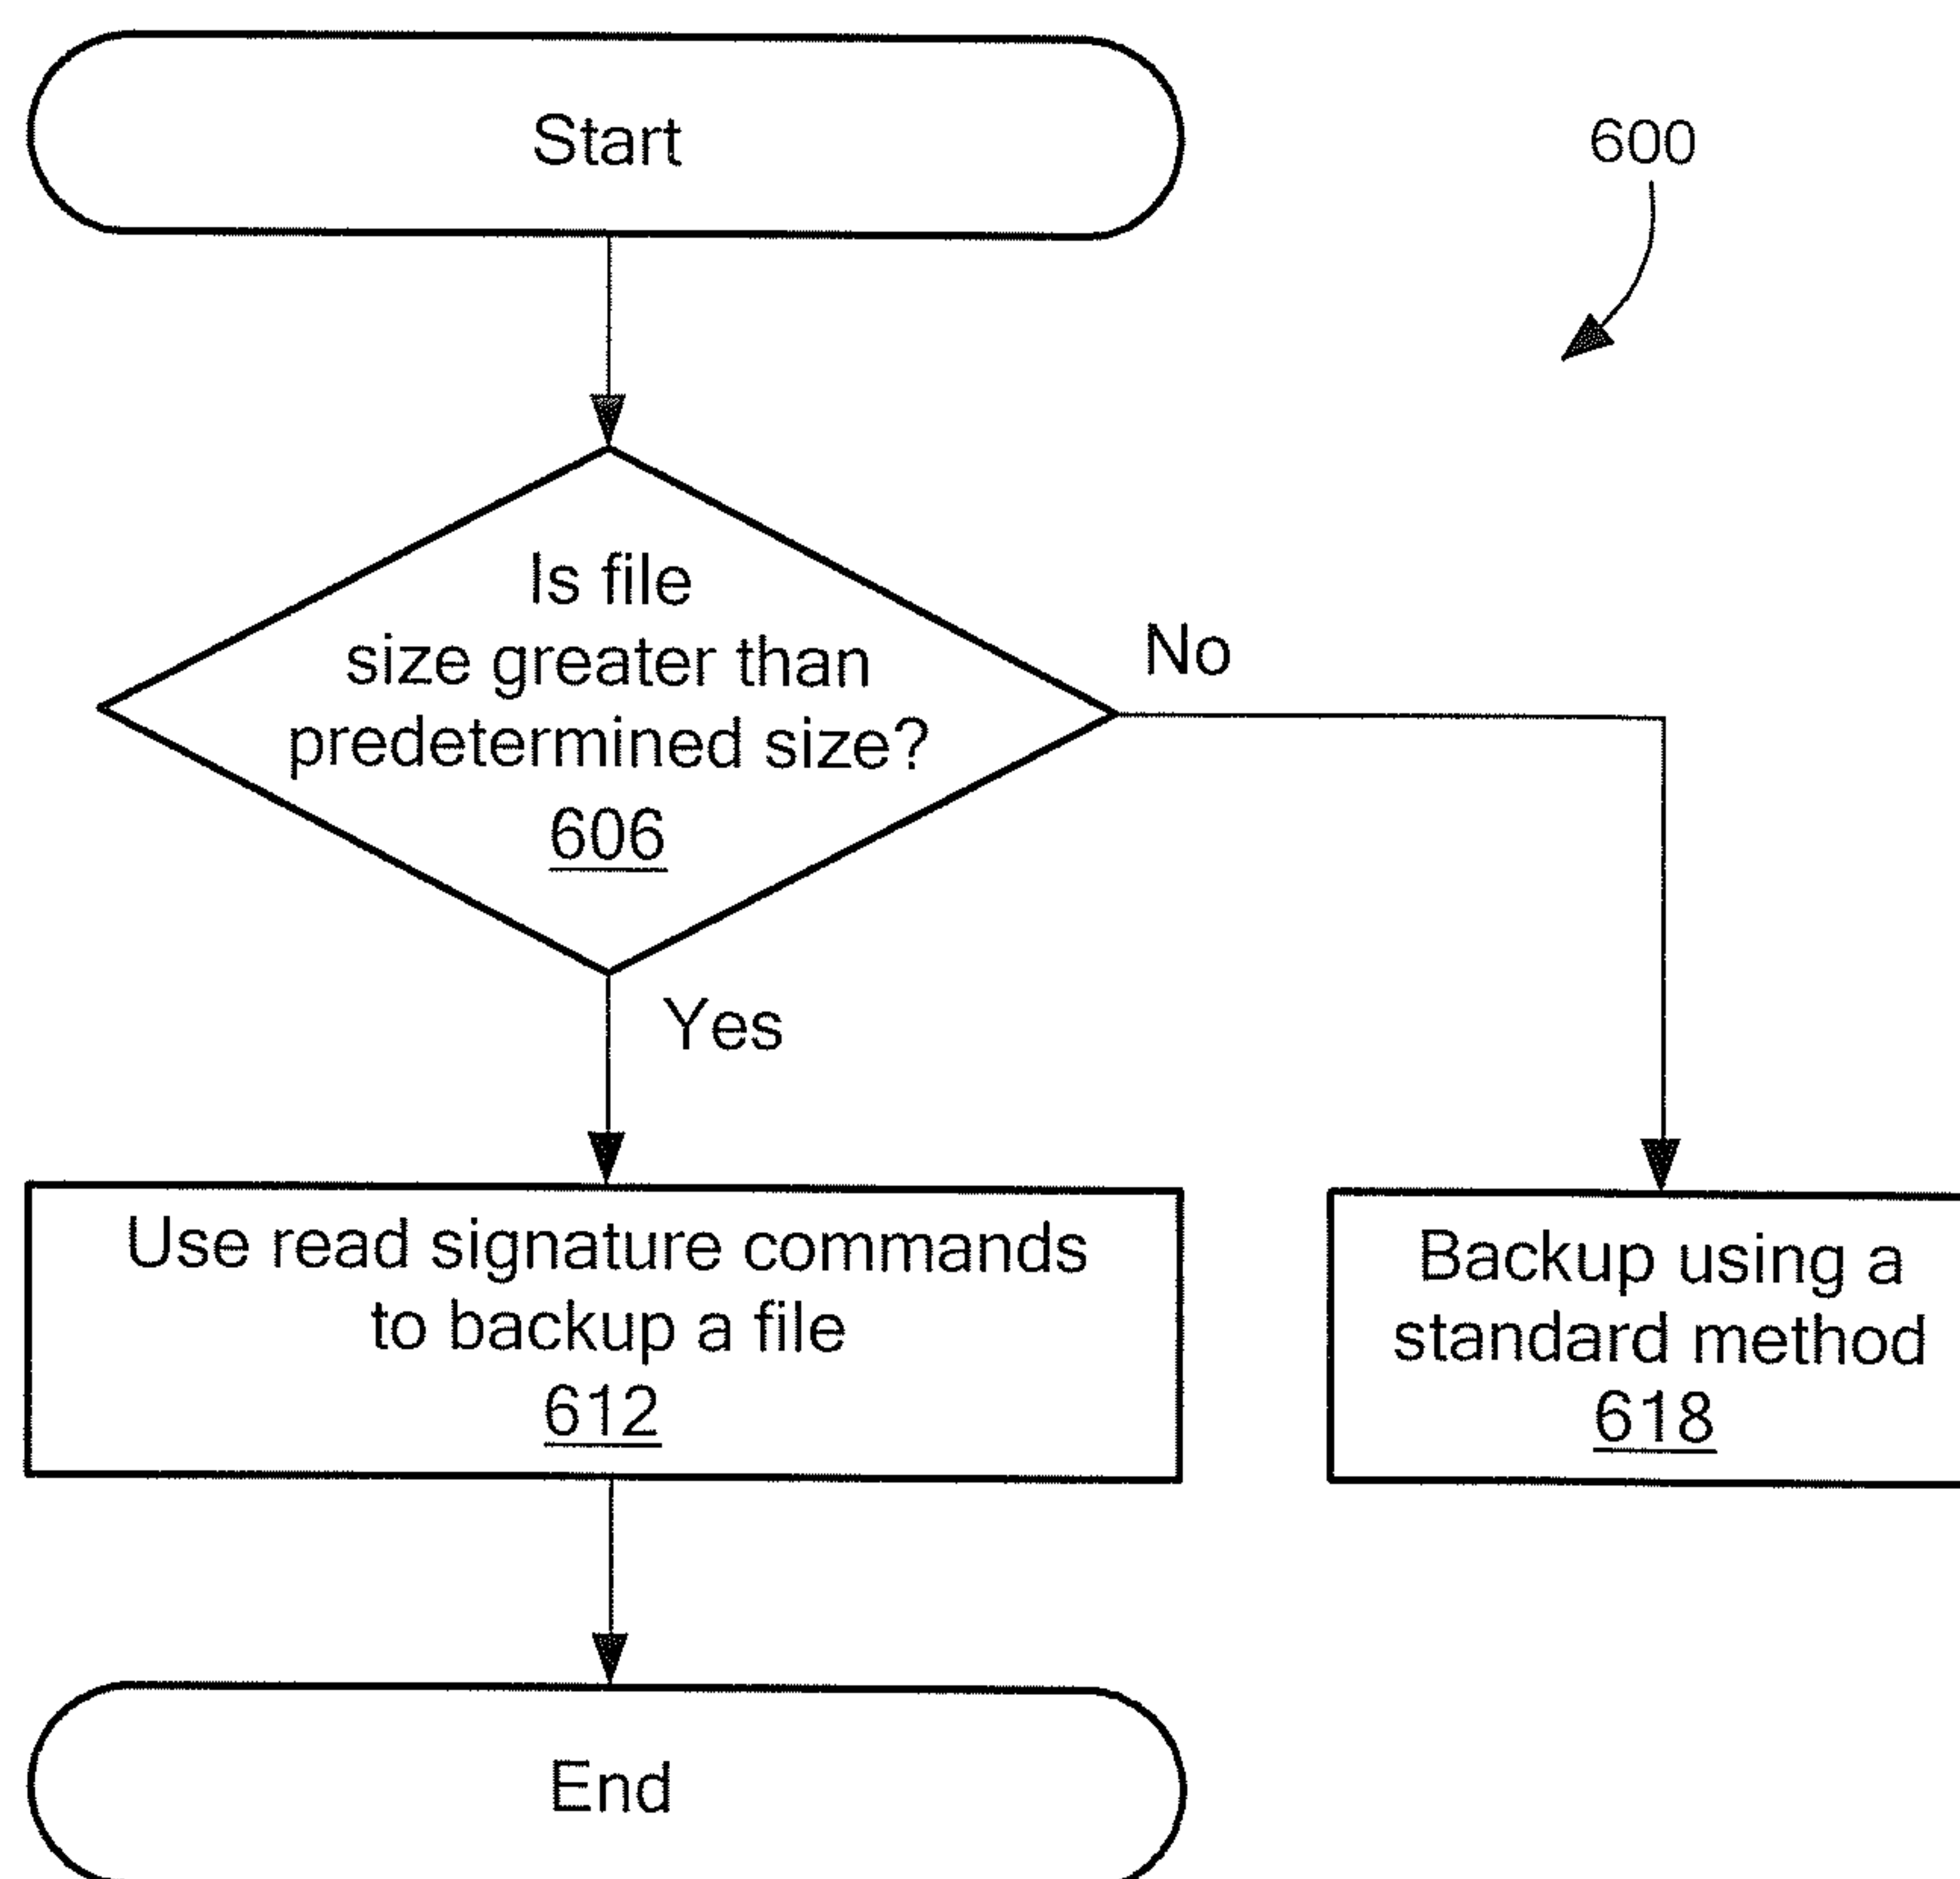 Start
600
Is file
size greater than
predetermined size?
606
No
Yes
Use read signature commands
to backup a file
612
Backup using a
standard method
618
End